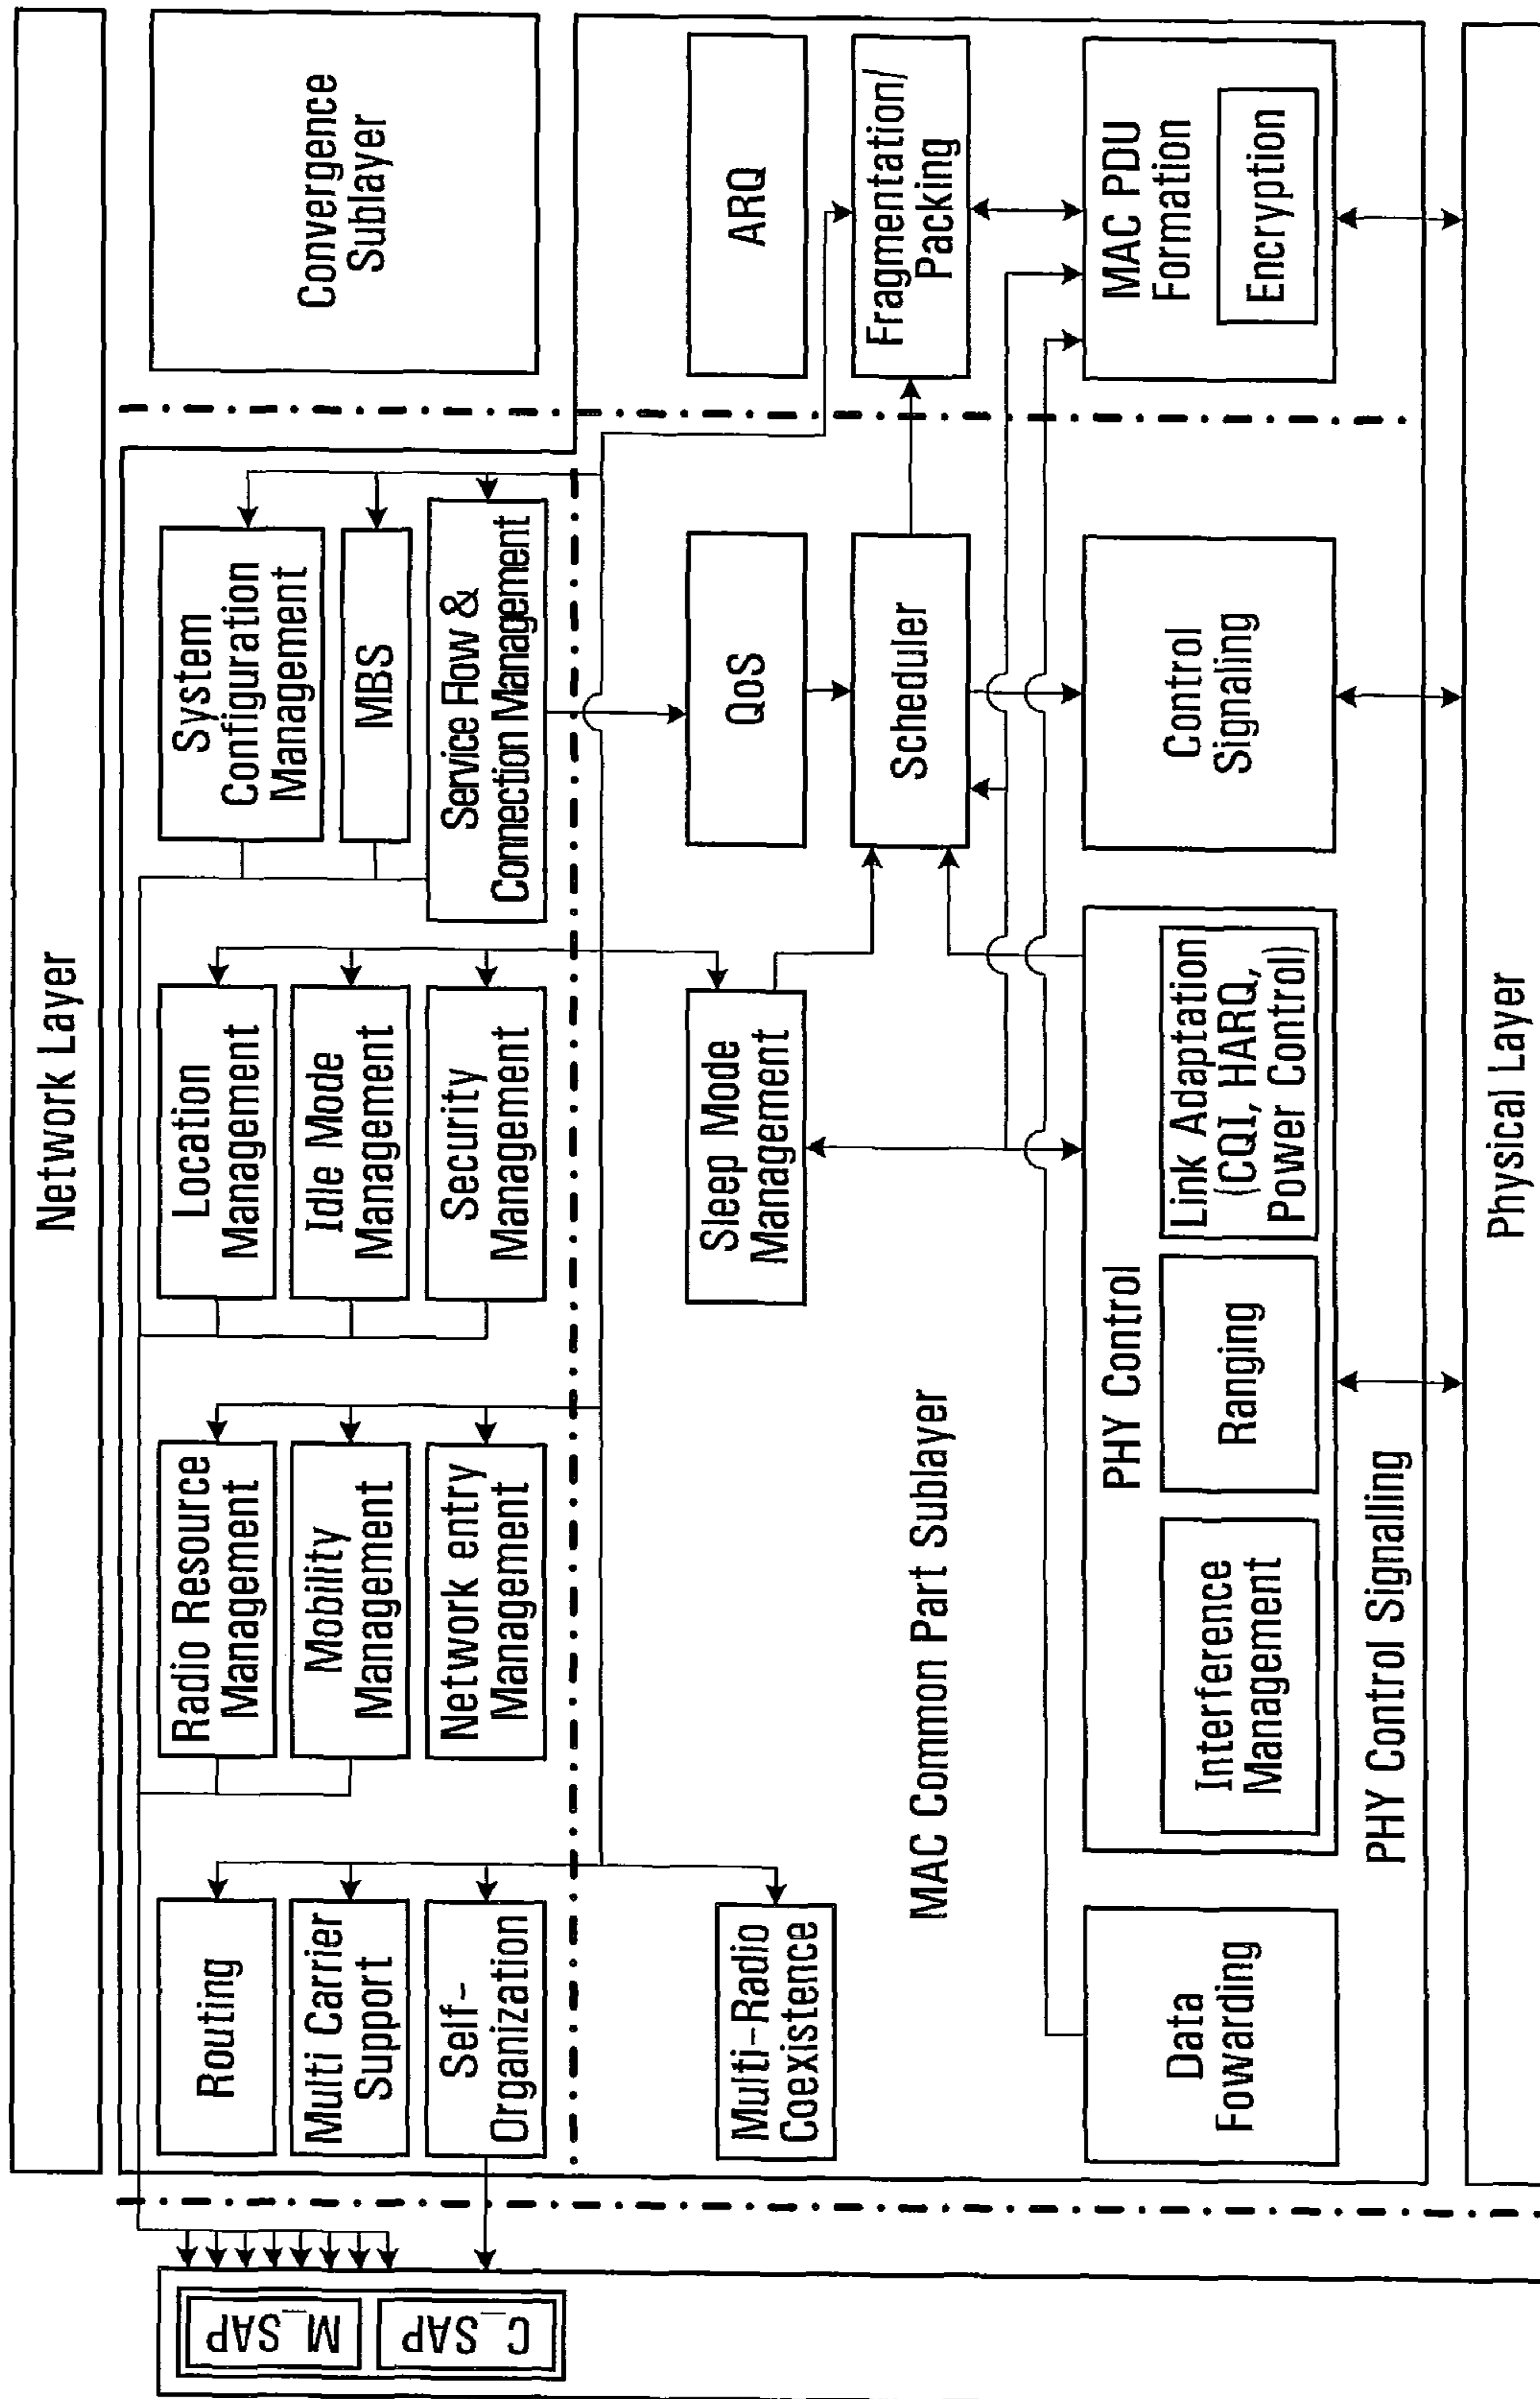 Network Layer
M_SAP
C_SAP
Routing
Multi Carrier
Support
Self-
Organization
Radio Resource
Management
Mobility
Management
Network entry
Management
Location
Management
Idle Mode
Management
Security
Management
System
Configuration
Management
MBS
Service Flow &
Connection Management
Convergence
Sublayer
Multi-Radio
Coexistence
Sleep Mode
Management
QoS
ARQ
MAC Common Part Sublayer
Scheduler
Fragmentation/
Packing
Data
Fowarding
PHY Control
Interference
Management
Ranging
Link Adaptation
(CQI, HARQ,
Power Control)
Control
Signaling
MAC PDU
Formation
Encryption
PHY Control Signalling
Physical Layer